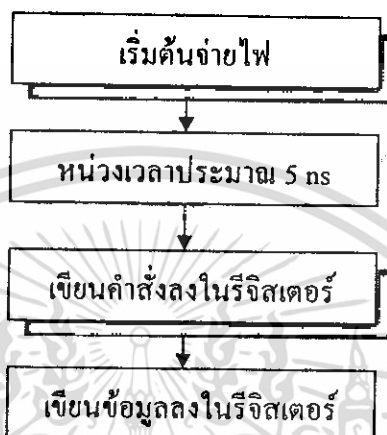 เริ่มต้นจ่ายไฟ
หน่วงเวลาประมาณ 5 ns
เขียนคำสั่งลงในรีจิสเตอร์
เขียนข้อมูลลงในรีจิสเตอร์